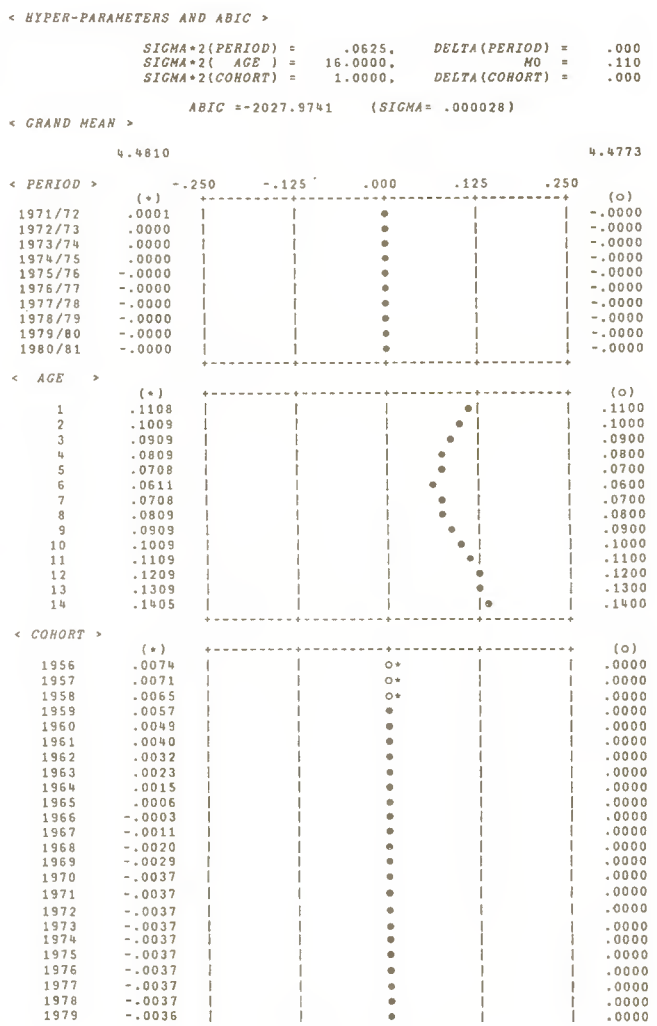 < HYPER-PARAMETERS AND ABIC >
SIGMA*2(PERIOD) = .0625, DELTA(PERIOD) = .000
SIGMA*2( AGE ) = 16.0000, M0 = .110
SIGMA*2(COHORT) = 1.0000, DELTA(COHORT) = .000
ABIC =-2027.9741 (SIGMA= .000028)
< GRAND MEAN >
4.4810 4.4773
< PERIOD > -.250 -.125 .000 .125 .250
(*) (o)
1971/72 .0001 -.0000
1972/73 .0000 -.0000
1973/74 .0000 -.0000
1974/75 .0000 -.0000
1975/76 -.0000 -.0000
1976/77 -.0000 -.0000
1977/78 -.0000 -.0000
1978/79 -.0000 -.0000
1979/80 -.0000 -.0000
1980/81 -.0000 -.0000
< AGE >
(*) (o)
1 .1108 .1100
2 .1009 .1000
3 .0909 .0900
4 .0809 .0800
5 .0708 .0700
6 .0611 .0600
7 .0708 .0700
8 .0809 .0800
9 .0909 .0900
10 .1009 .1000
11 .1109 .1100
12 .1209 .1200
13 .1309 .1300
14 .1405 .1400
< COHORT >
(*) (o)
1956 .0074 o* .0000
1957 .0071 o* .0000
1958 .0065 o* .0000
1959 .0057 .0000
1960 .0049 .0000
1961 .0040 .0000
1962 .0032 .0000
1963 .0023 .0000
1964 .0015 .0000
1965 .0006 .0000
1966 -.0003 .0000
1967 -.0011 .0000
1968 -.0020 .0000
1969 -.0029 .0000
1970 -.0037 .0000
1971 -.0037 .0000
1972 -.0037 .0000
1973 -.0037 .0000
1974 -.0037 .0000
1975 -.0037 .0000
1976 -.0037 .0000
1977 -.0037 .0000
1978 -.0037 .0000
1979 -.0036 .0000